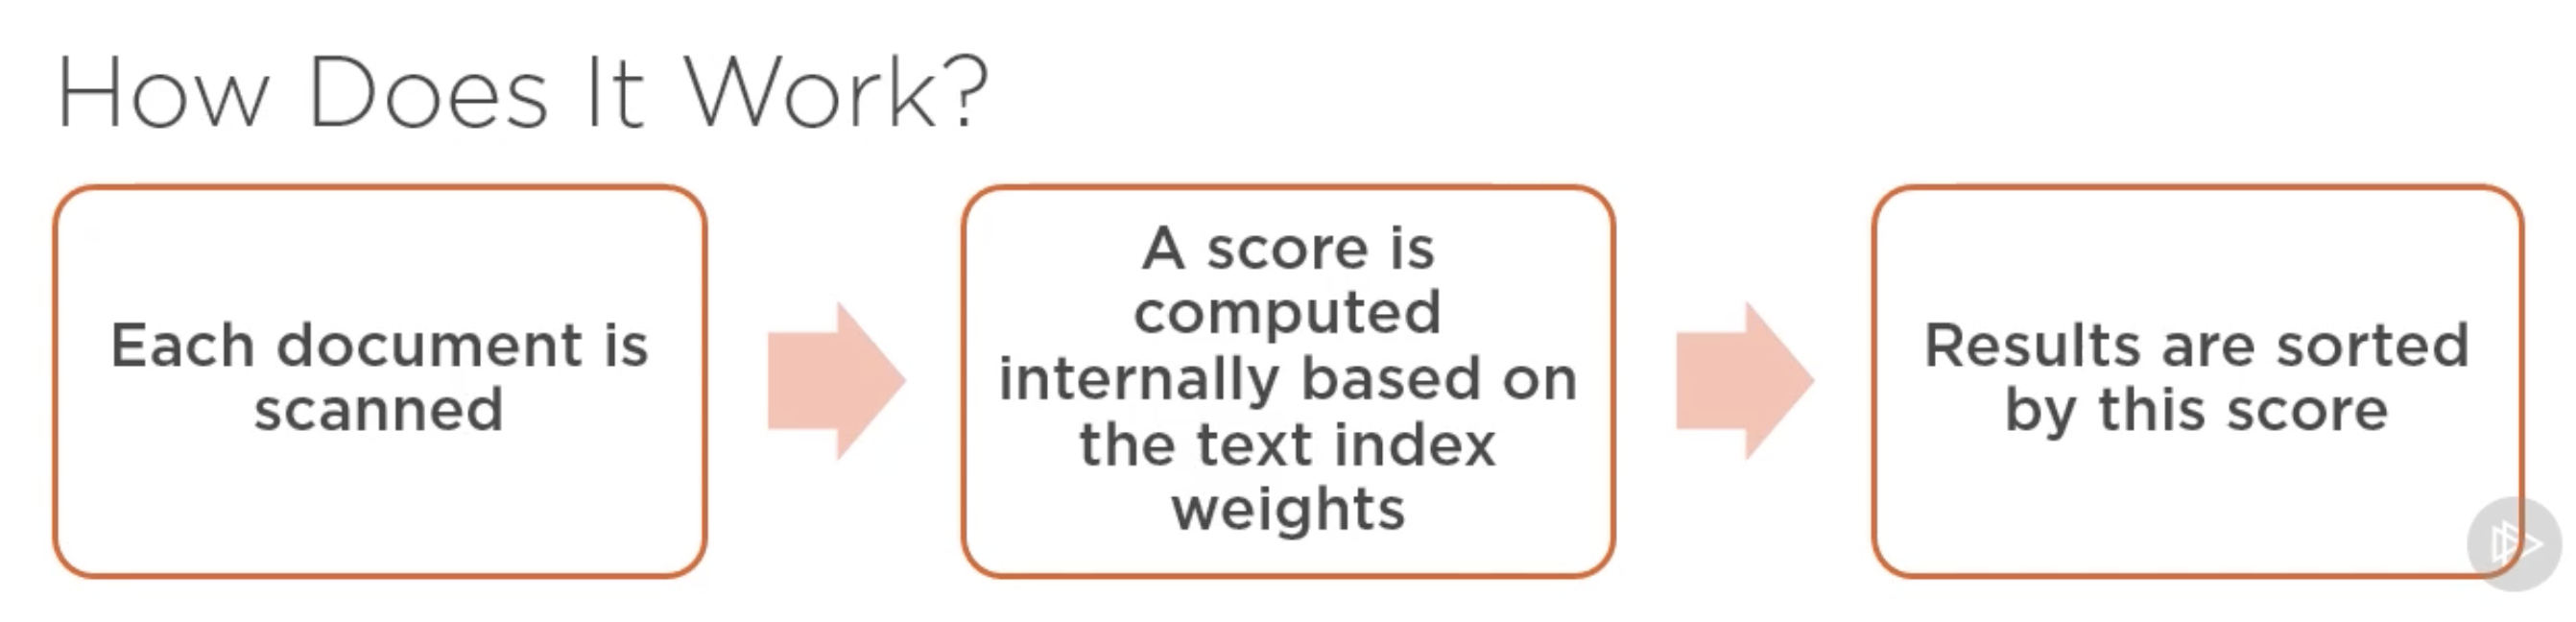 How Does It Work?
Each document is
scanned
A score is
computed
internally based on
the text index
weights
Results are sorted
by this score